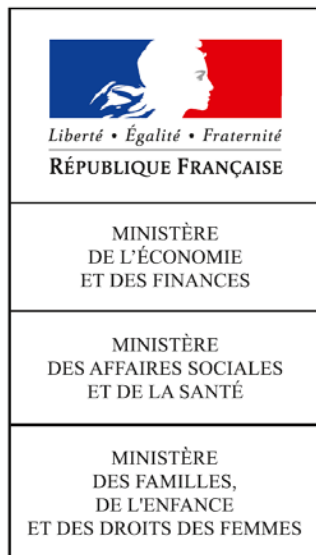 Liberté • Égalité • Fraternité
RÉPUBLIQUE FRANÇAISE
MINISTÈRE
DE L'ÉCONOMIE
ET DES FINANCES
MINISTÈRE
DES AFFAIRES SOCIALES
ET DE LA SANTÉ
MINISTÈRE
DES FAMILLES,
DE L'ENFANCE
ET DES DROITS DES FEMMES